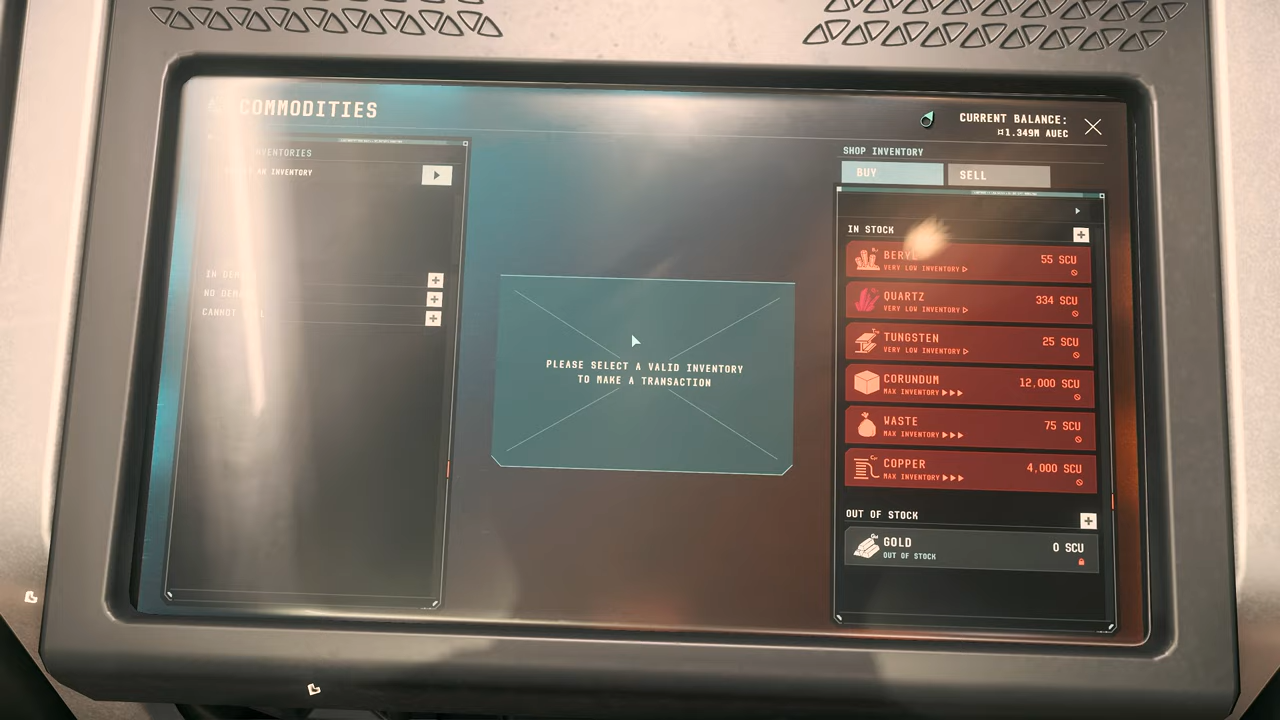 COMMODITIES
CURRENT BALANCE:
¤1.349M AUEC
INVENTORY
SHOP INVENTORY
BUY
SELL
IN STOCK
55 SCU
VERY LOW INVENTORY
QUARTZ
334 SCU
VERY LOW INVENTORY
TUNGSTEN
25 SCU
VERY LOW INVENTORY
CORUNDUM
12,000 SCU
MAX INVENTORY
WASTE
75 SCU
MAX INVENTORY
COPPER
4,000 SCU
MAX INVENTORY
OUT OF STOCK
GOLD
0 SCU
OUT OF STOCK
PLEASE SELECT A VALID INVENTORY
TO MAKE A TRANSACTION